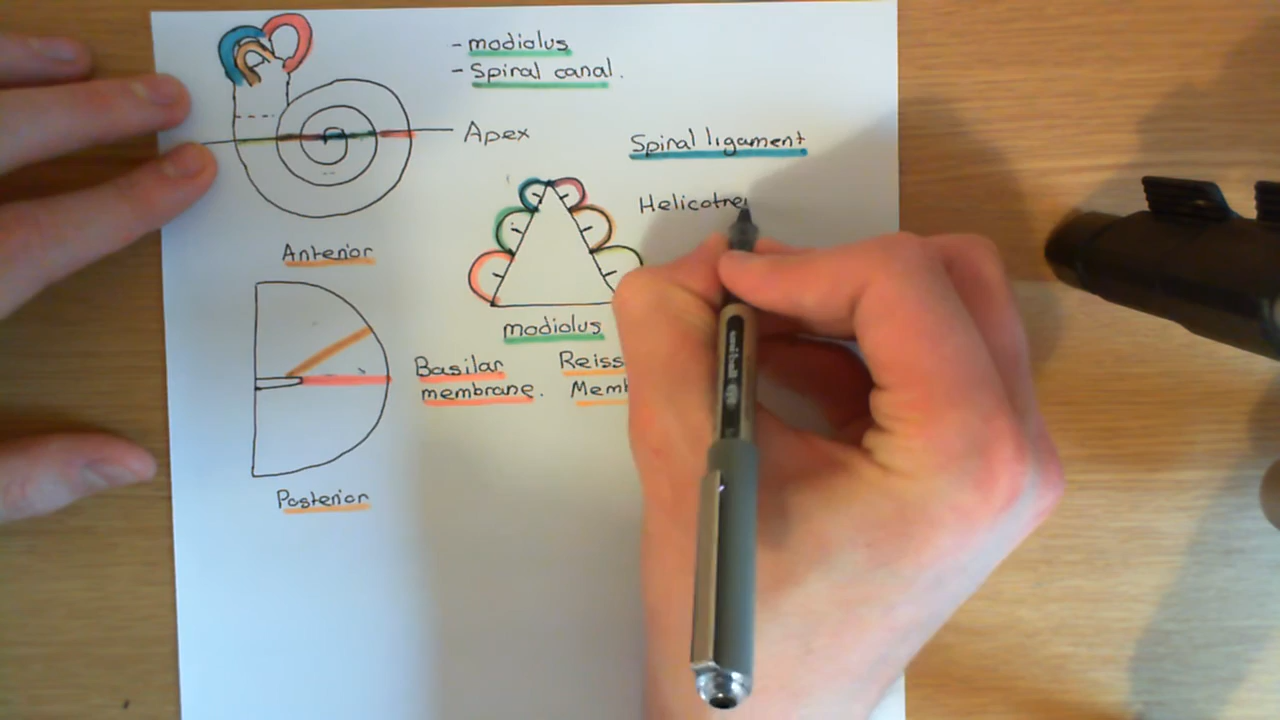 - modiolus
- Spiral canal.
Apex
Spiral ligament
Helicotre
Anterior
modiolus
Basilar
membrane.
Reiss
Memb
Posterior